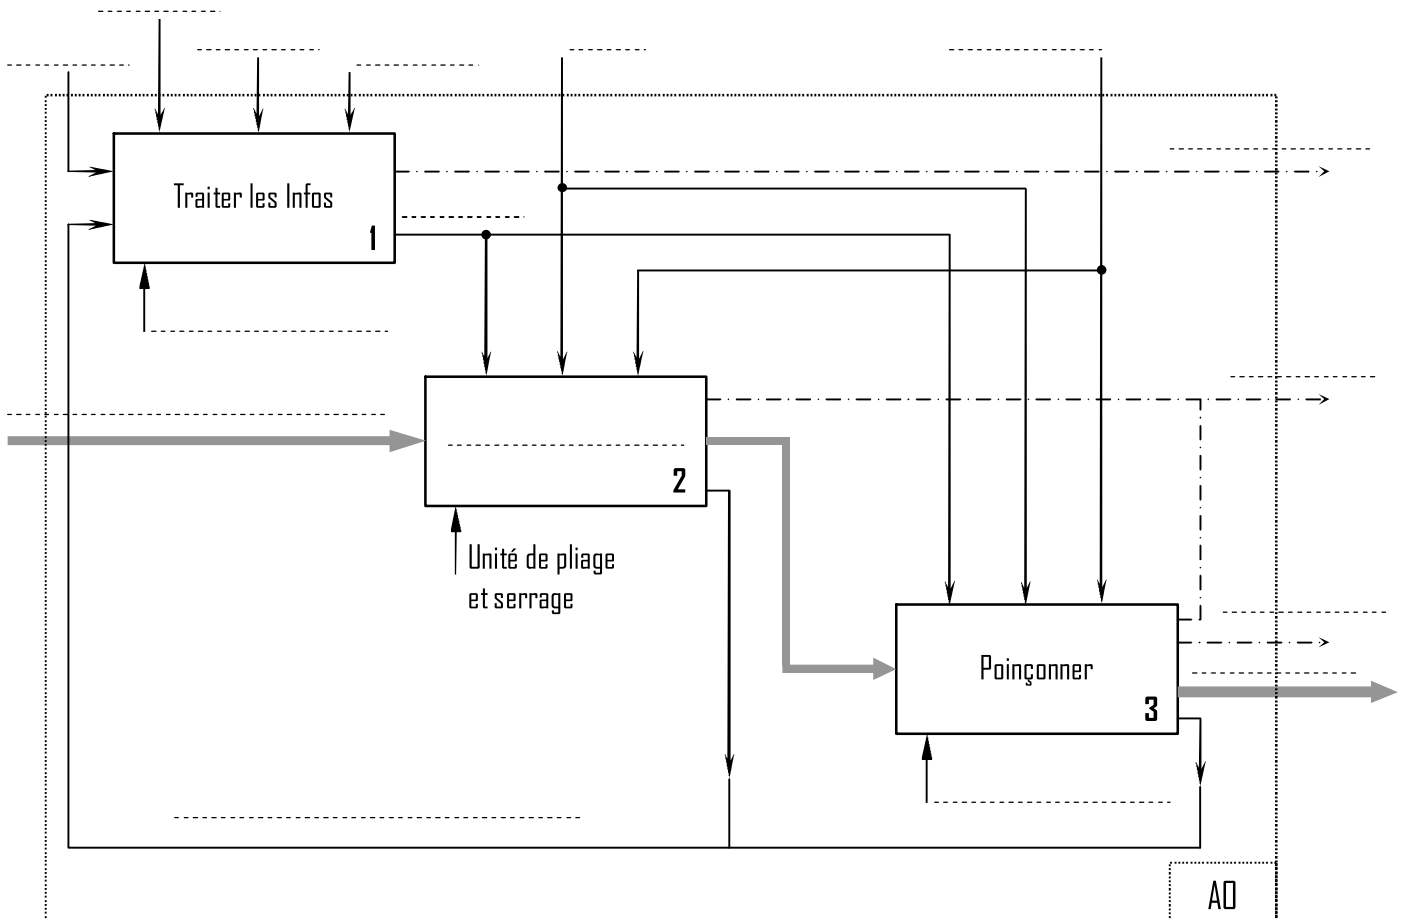 Traiter les Infos
1
2
Unité de pliage
et serrage
Poinçonner
3
A0